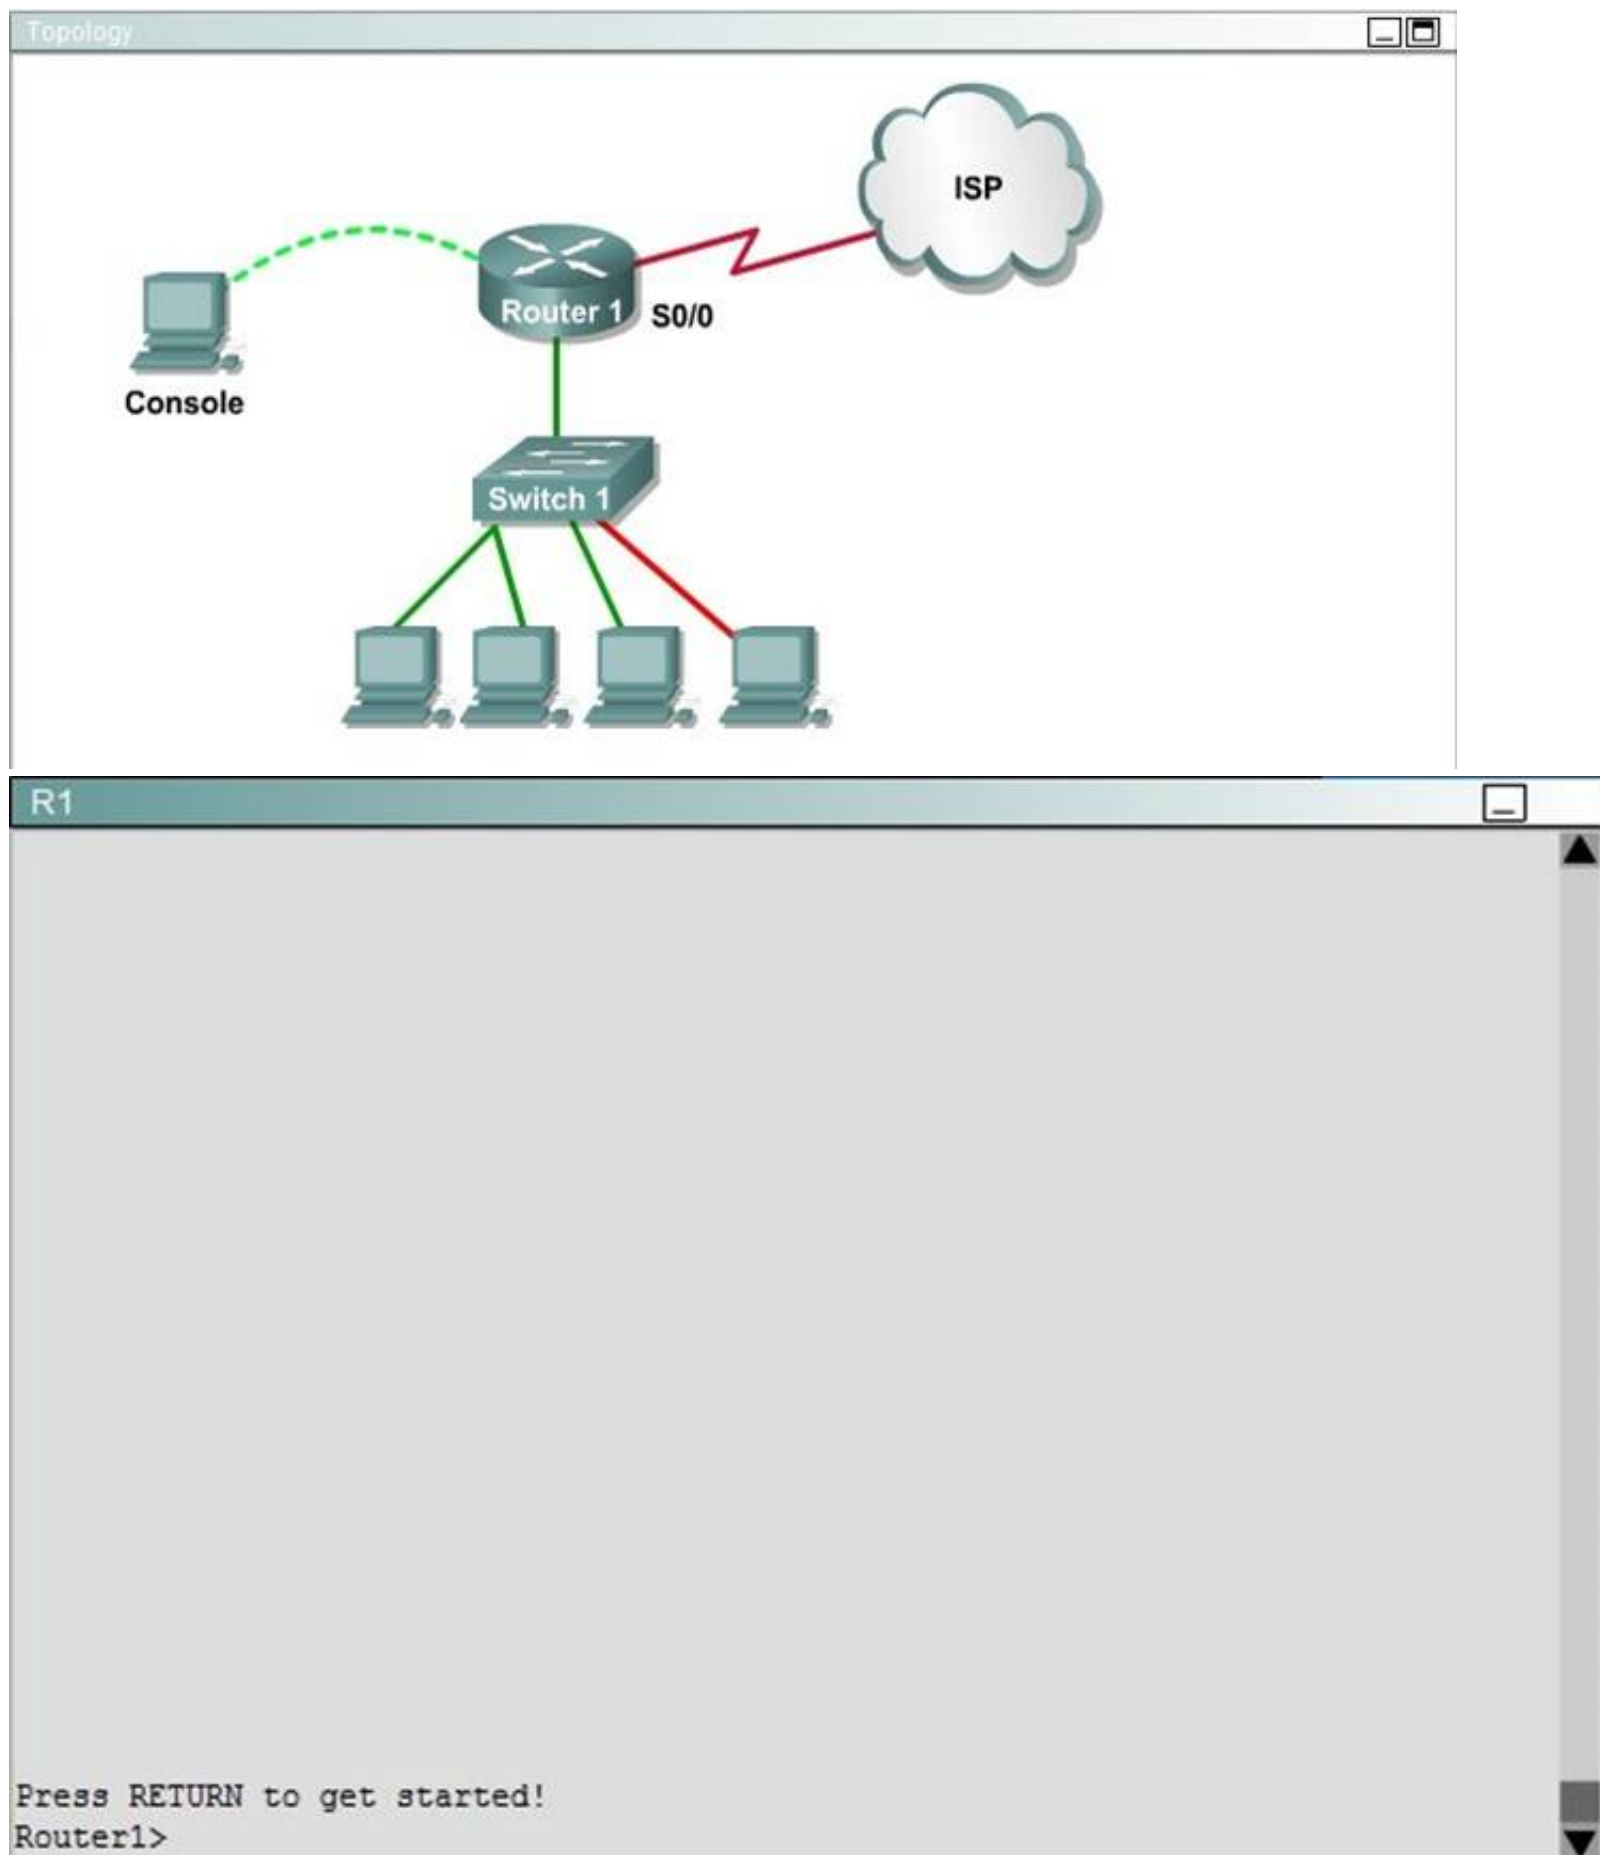 Topology
ISP
Router 1
S0/0
Console
Switch 1
R1
Press RETURN to get started!
Router1>